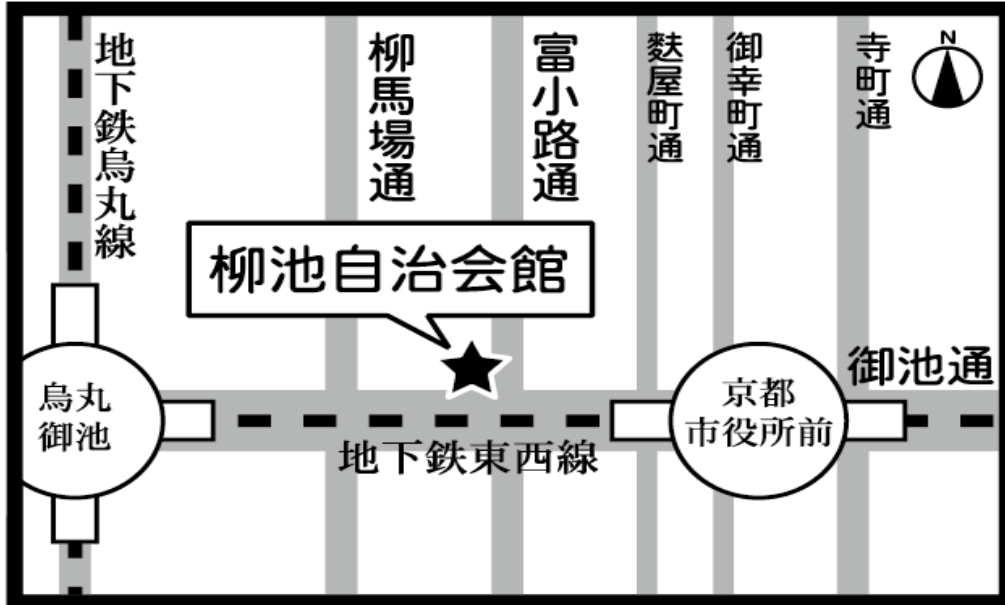 地下鉄烏丸線
柳馬場通
富小路通
麩屋町通
御幸町通
寺町通
N
柳池自治会館
烏丸
御池
地下鉄東西線
京都
市役所前
御池通